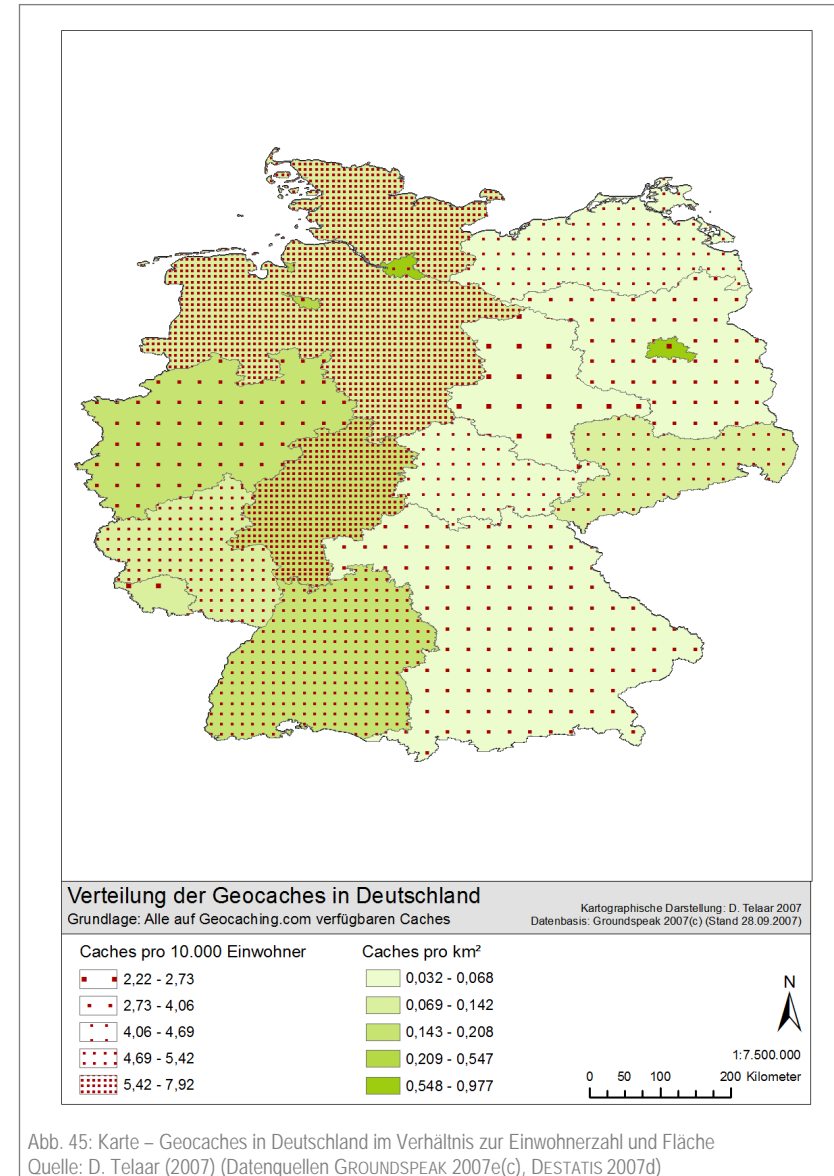 Verteilung der Geocaches in Deutschland
Grundlage: Alle auf Geocaching.com verfügbaren Caches
Kartographische Darstellung: D. Telaar 2007
Datenbasis: Groundspeak 2007(c) (Stand 28.09.2007)
Caches pro 10.000 Einwohner
2,22 - 2,73
2,73 - 4,06
4,06 - 4,69
4,69 - 5,42
5,42 - 7,92
Caches pro km²
0,032 - 0,068
0,069 - 0,142
0,143 - 0,208
0,209 - 0,547
0,548 - 0,977
N
1:7.500.000
0 50 100 200 Kilometer
Abb. 45: Karte – Geocaches in Deutschland im Verhältnis zur Einwohnerzahl und Fläche
Quelle: D. Telaar (2007) (Datenquellen GROUNDSPEAK 2007e(c), DESTATIS 2007d)